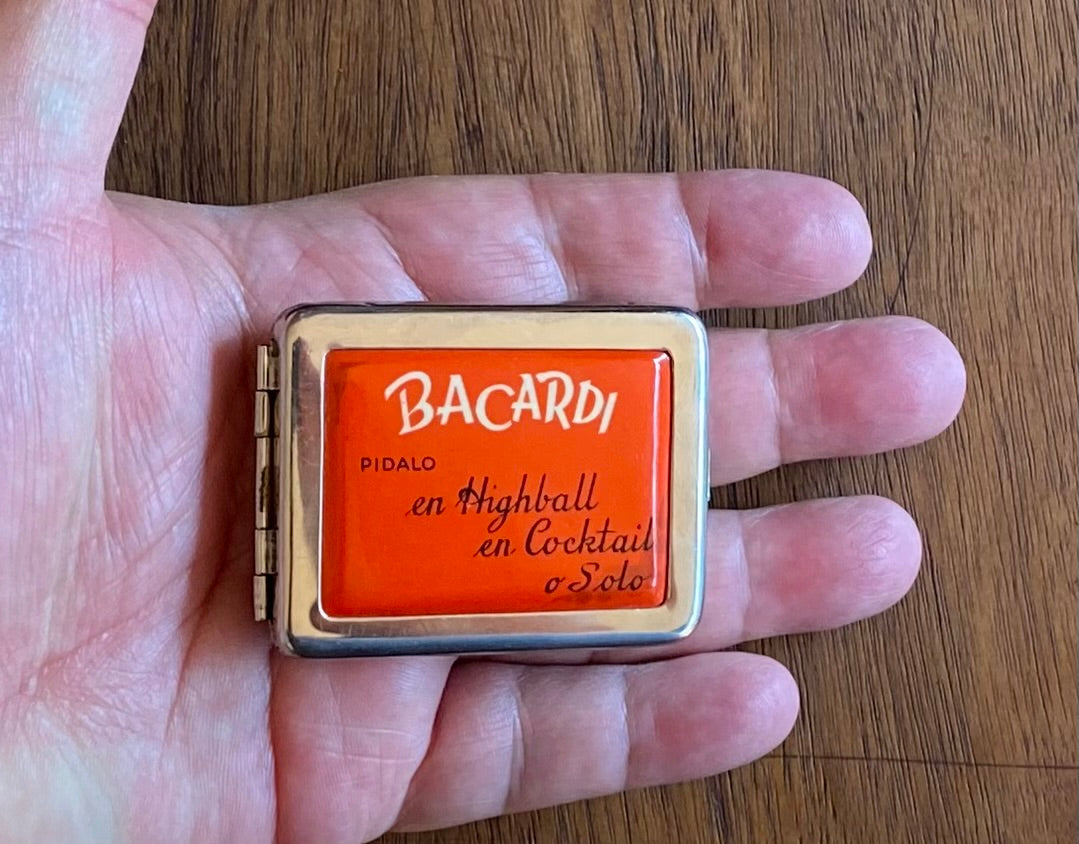 BACARDI
PIDALO
en Highball
en Cocktail
o Solo